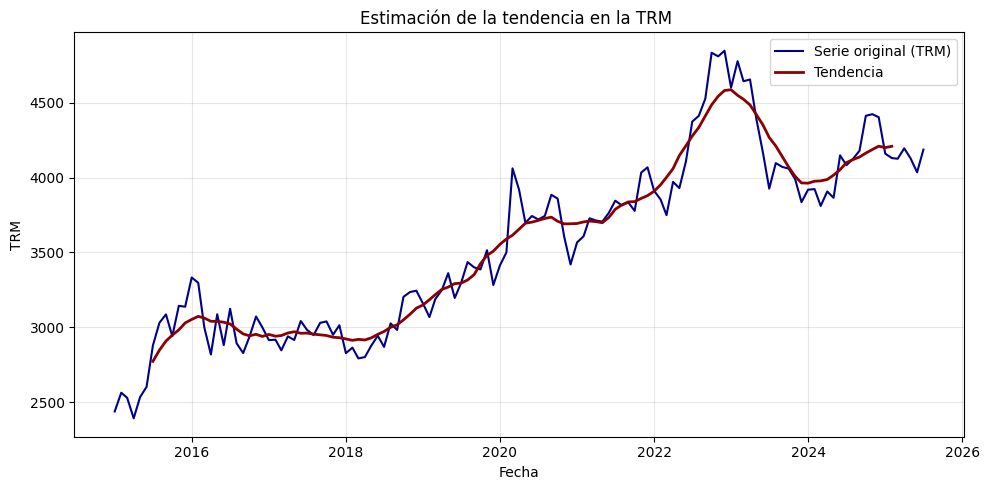 Estimación de la tendencia en la TRM
Serie original (TRM)
Tendencia
TRM
4500
4000
3500
3000
2500
2016
2018
2020
2022
2024
2026
Fecha